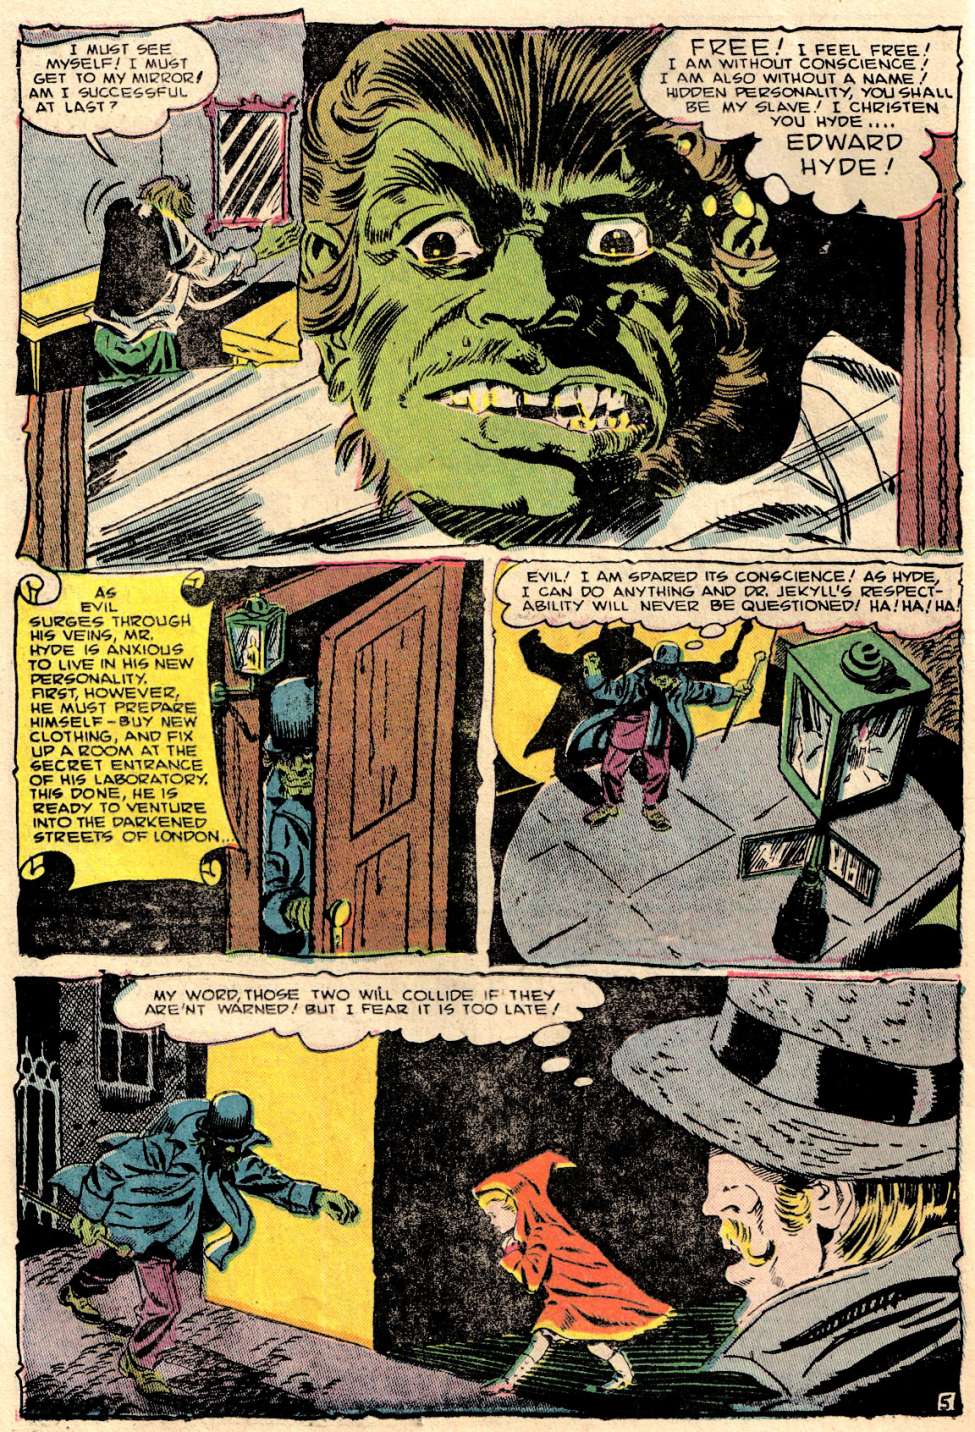 I MUST SEE
MYSELF! I MUST
GET TO MY MIRROR!
AM I SUCCESSFUL
AT LAST?
FREE! I FEEL FREE!
I AM WITHOUT CONSCIENCE!
I AM ALSO WITHOUT A NAME!
HIDDEN PERSONALITY, YOU SHALL
BE MY SLAVE! I CHRISTEN
YOU HYDE....
EDWARD
HYDE!
AS
EVIL
SURGES THROUGH
HIS VEINS, MR.
HYDE IS ANXIOUS
TO LIVE IN HIS NEW
PERSONALITY.
FIRST, HOWEVER,
HE MUST PREPARE
HIMSELF - BUY NEW
CLOTHING, AND FIX
UP A ROOM AT THE
SECRET ENTRANCE
OF HIS LABORATORY.
THIS DONE, HE IS
READY TO VENTURE
INTO THE DARKENED
STREETS OF LONDON...
EVIL! I AM SPARED ITS CONSCIENCE! AS HYDE,
I CAN DO ANYTHING AND DR. JEKYLL'S RESPECT-
ABILITY WILL NEVER BE QUESTIONED! HA! HA! HA!
MY WORD, THOSE TWO WILL COLLIDE IF THEY
ARE'NT WARNED! BUT I FEAR IT IS TOO LATE!
5